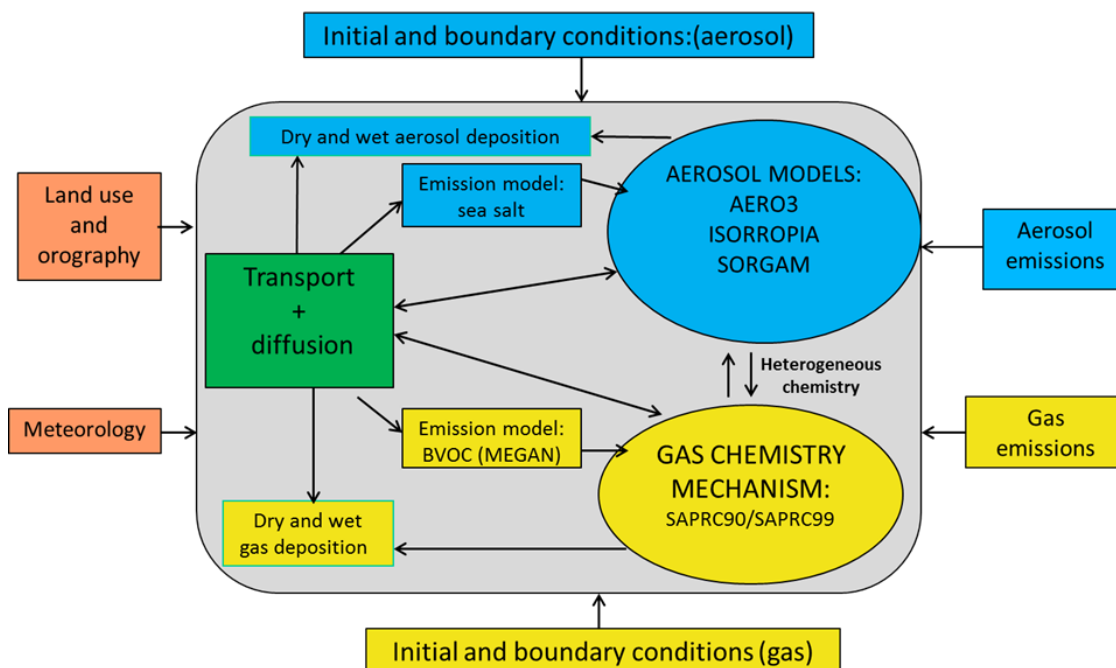 Initial and boundary conditions:(aerosol)
Dry and wet aerosol deposition
Emission model:
sea salt
AEROSOL MODELS:
AERO3
ISORROPIA
SORGAM
Land use
and
orography
Aerosol
emissions
Transport
+
diffusion
Heterogeneous
chemistry
Meteorology
Emission model:
BVOC (MEGAN)
GAS CHEMISTRY
MECHANISM:
SAPRC90/SAPRC99
Gas
emissions
Dry and wet
gas deposition
Initial and boundary conditions (gas)